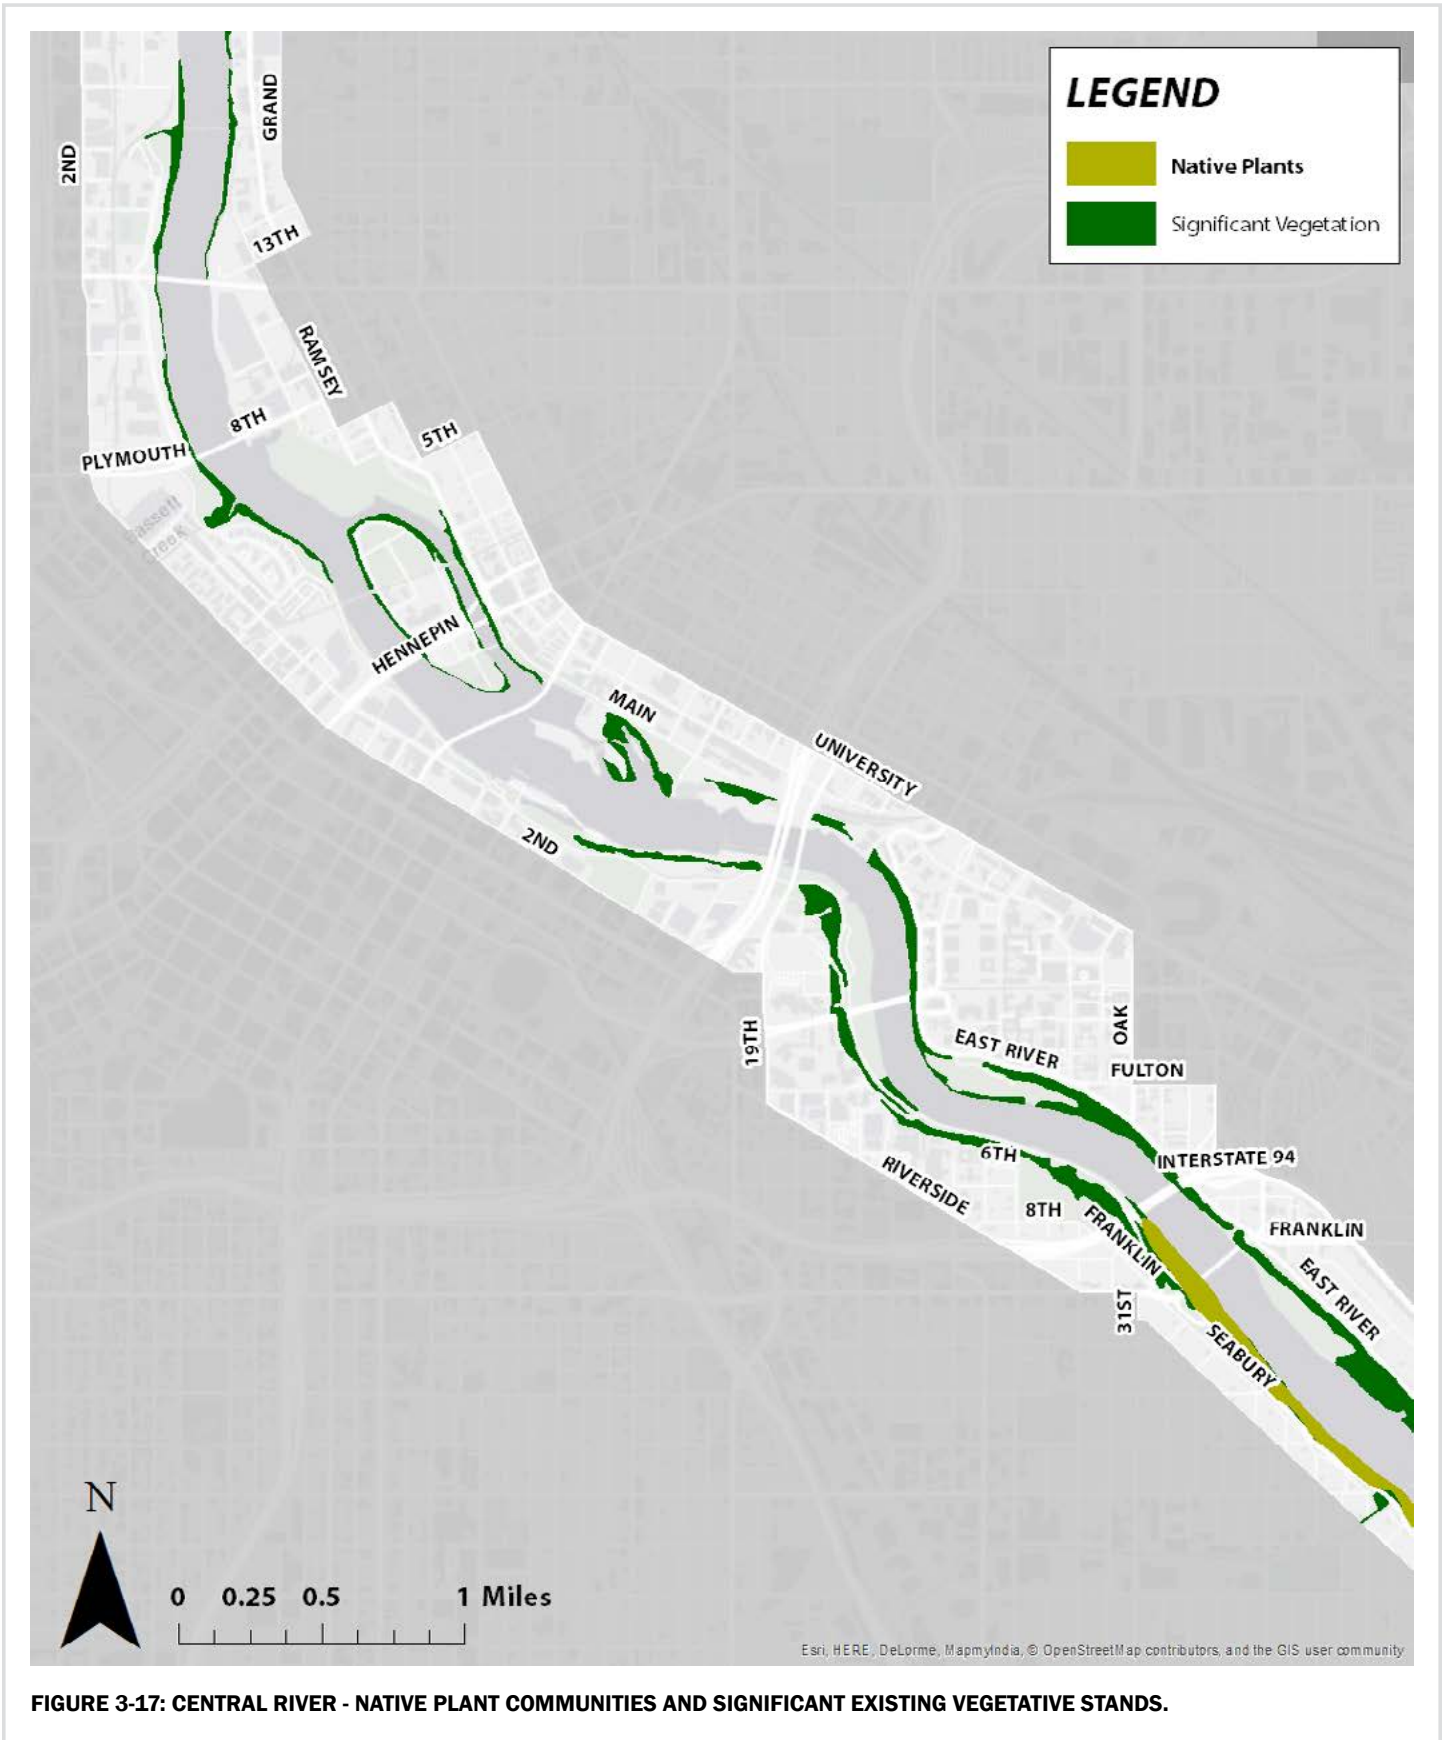 LEGEND
Native Plants
Significant Vegetation
GRAND
2ND
13TH
RAMSEY
8TH
5TH
PLYMOUTH
Bassett
Creek
HENNEPIN
MAIN
UNIVERSITY
2ND
19TH
OAK
EAST RIVER
FULTON
6TH
INTERSTATE 94
RIVERSIDE
8TH
FRANKLIN
FRANKLIN
EAST RIVER
31ST
SEABURY
N
0 0.25 0.5 1 Miles
Esri, HERE, DeLorme, MapmyIndia, © OpenStreetMap contributors, and the GIS user community
FIGURE 3-17: CENTRAL RIVER - NATIVE PLANT COMMUNITIES AND SIGNIFICANT EXISTING VEGETATIVE STANDS.